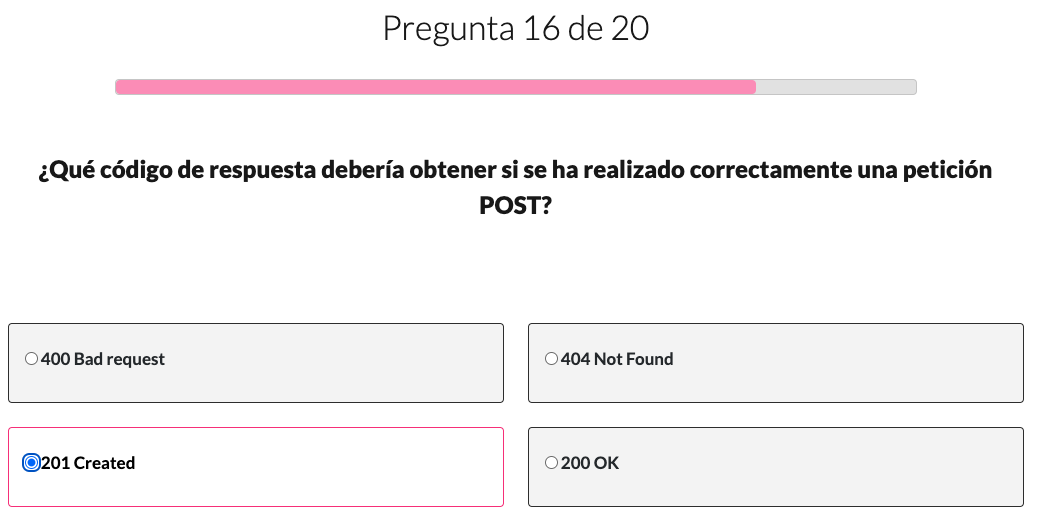 Pregunta 16 de 20
¿Qué código de respuesta debería obtener si se ha realizado correctamente una petición
POST?
400 Bad request
404 Not Found
201 Created
200 OK